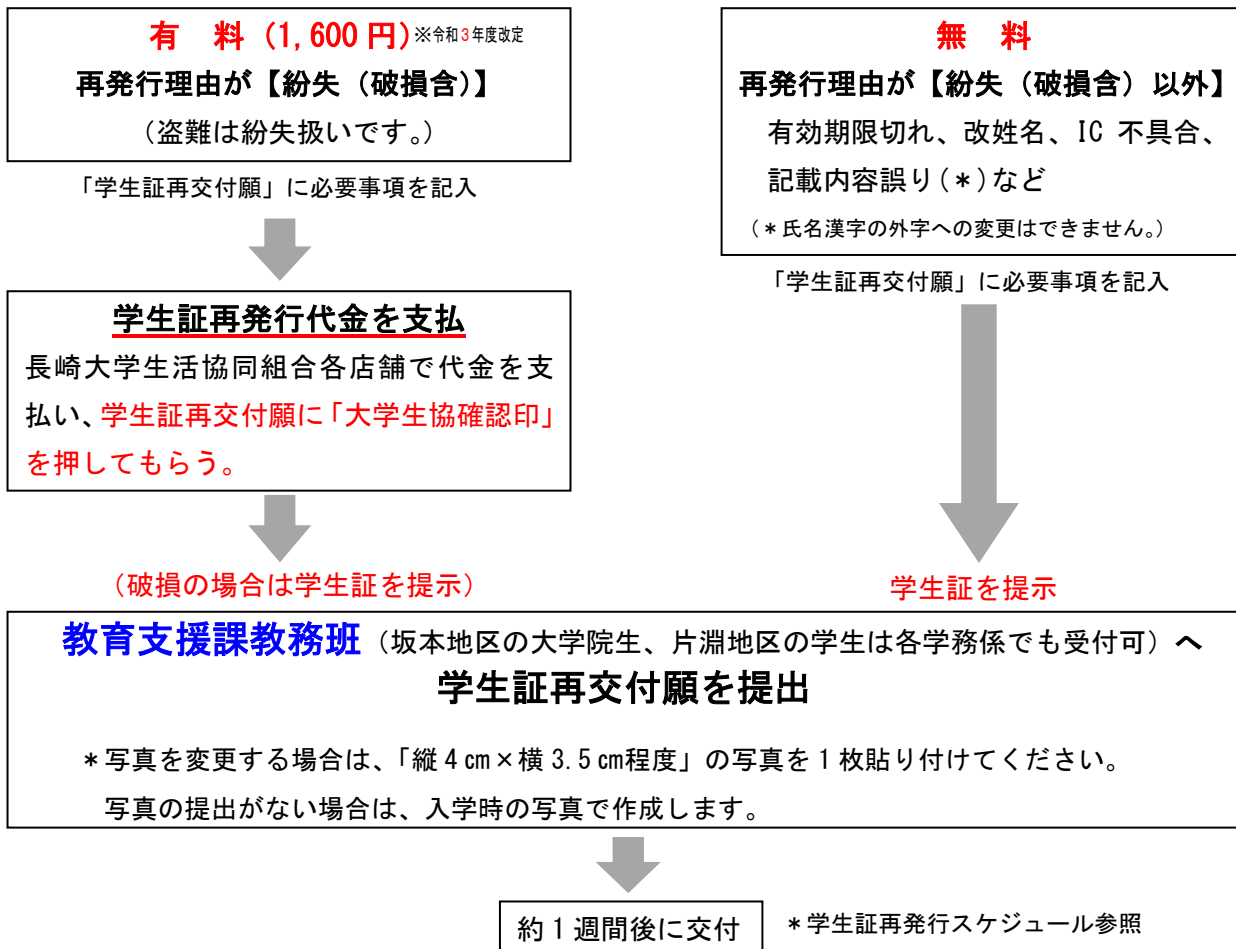 有　料（1,600円）※令和3年度改定
再発行理由が【紛失（破損含）】
（盗難は紛失扱いです。）
「学生証再交付願」に必要事項を記入
学生証再発行代金を支払
長崎大学生活協同組合各店舗で代金を支
払い、学生証再交付願に「大学生協確認印」
を押してもらう。
（破損の場合は学生証を提示）
無　料
再発行理由が【紛失（破損含）以外】
有効期限切れ、改姓名、IC 不具合、
記載内容誤り(＊)など
（＊氏名漢字の外字への変更はできません。）
「学生証再交付願」に必要事項を記入
学生証を提示
教育支援課教務班（坂本地区の大学院生、片淵地区の学生は各学務係でも受付可）へ
学生証再交付願を提出
＊写真を変更する場合は、「縦4㎝×横3.5㎝程度」の写真を1枚貼り付けてください。
写真の提出がない場合は、入学時の写真で作成します。
約1週間後に交付
＊学生証再発行スケジュール参照